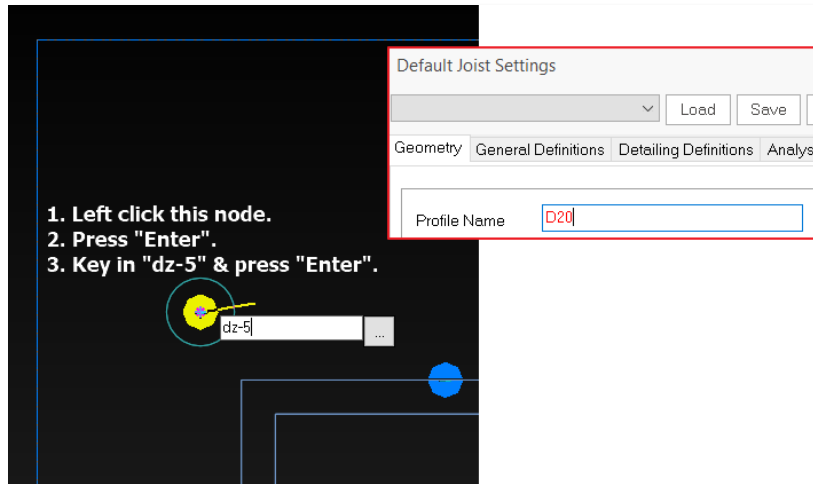 Default Joist Settings
Load Save
Geometry General Definitions Detailing Definitions Analys
Profile Name D20
1. Left click this node.
2. Press "Enter".
3. Key in "dz-5" & press "Enter".
dz-5 ...